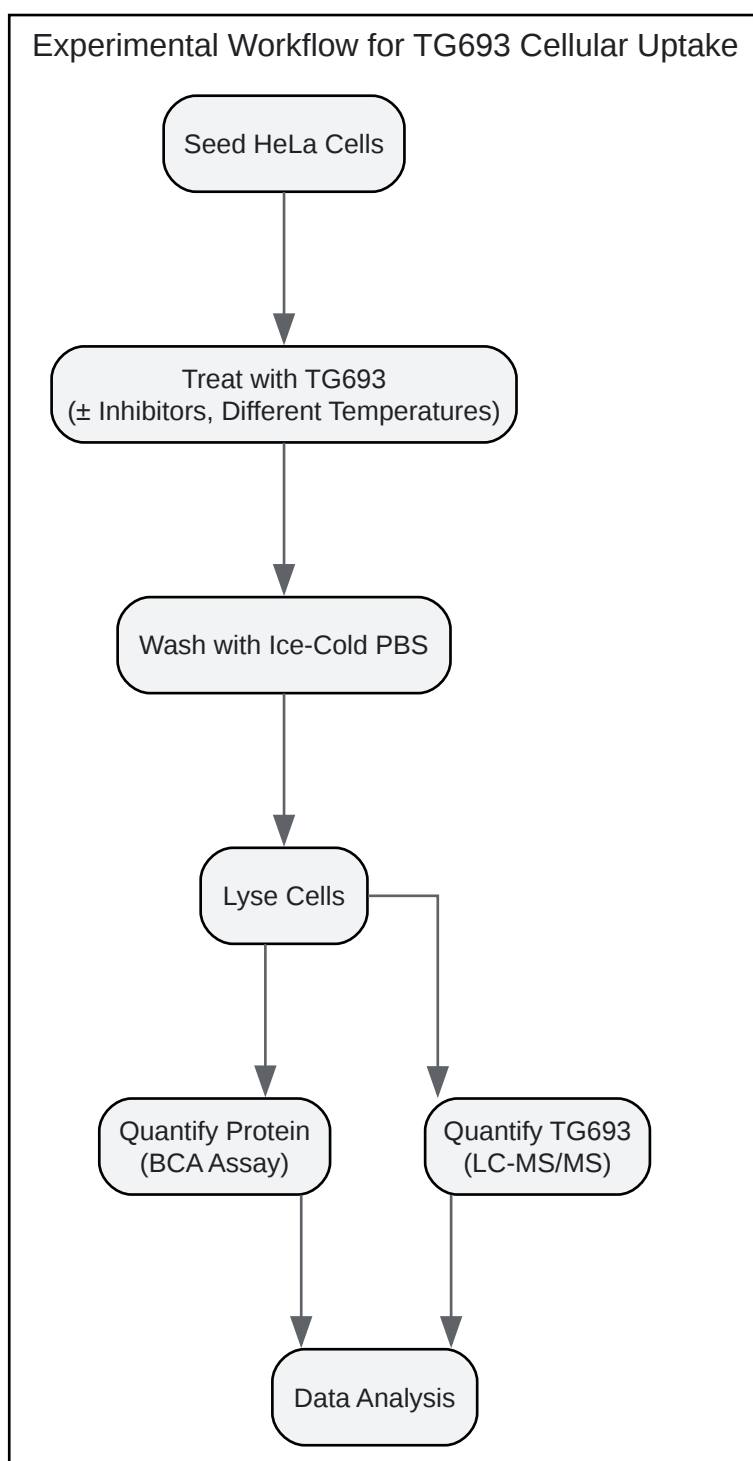 Experimental Workflow for TG693 Cellular Uptake
Seed HeLa Cells
Treat with TG693
(± Inhibitors, Different Temperatures)
Wash with Ice-Cold PBS
Lyse Cells
Quantify Protein
(BCA Assay)
Quantify TG693
(LC-MS/MS)
Data Analysis